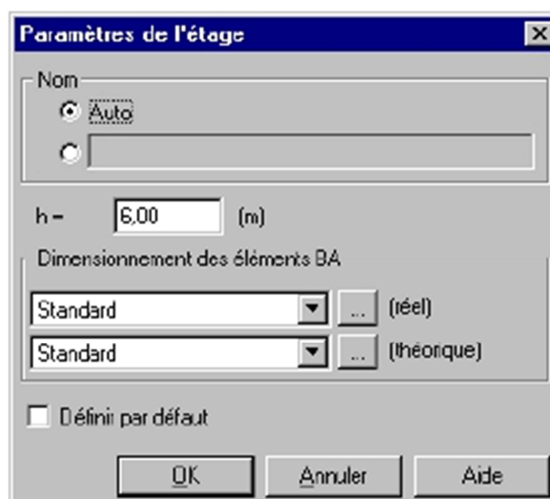 Paramètres de l'étage
Nom
Auto
h = 6,00 (m)
Dimensionnement des éléments BA
Standard ... (réel)
Standard ... (théorique)
Définir par défaut
OK Annuler Aide